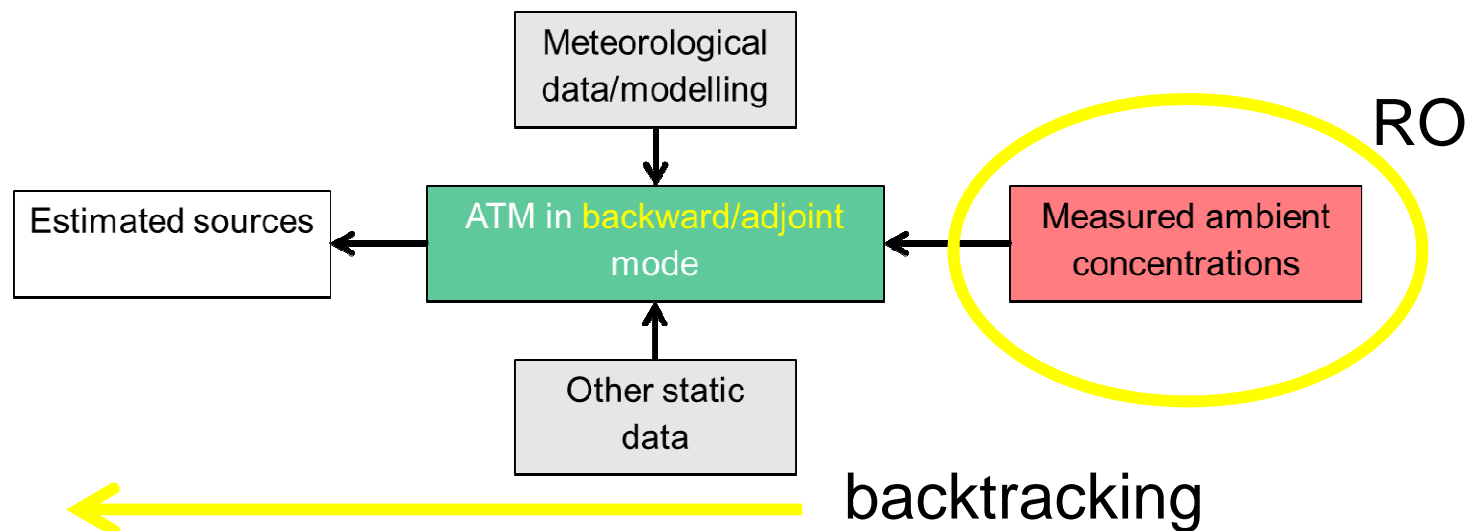 Meteorological
data/modelling
RO
Estimated sources
ATM in backward/adjoint
mode
Measured ambient
concentrations
Other static
data
backtracking